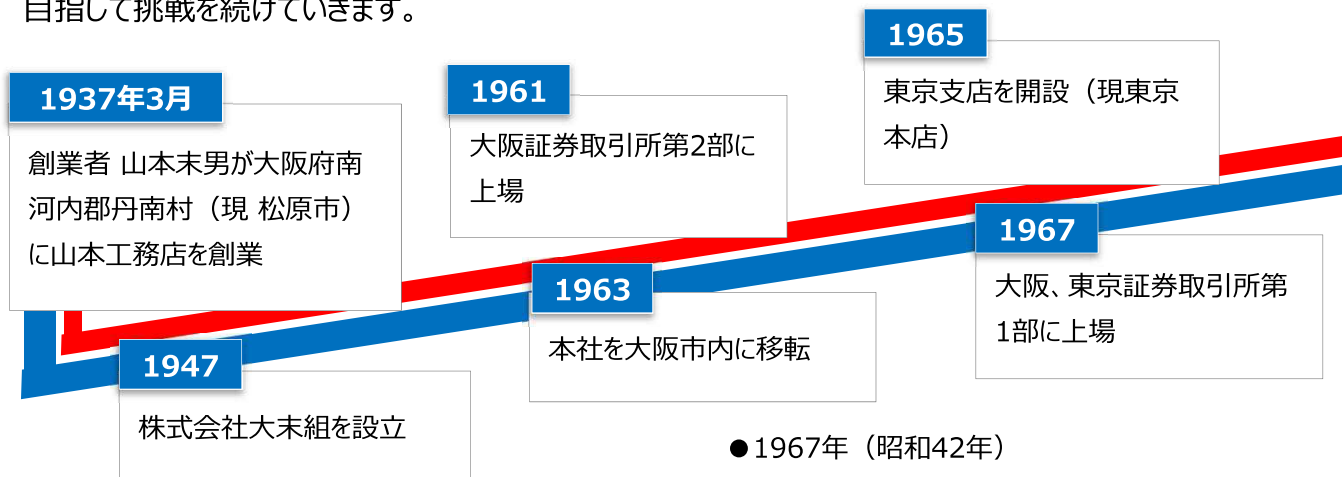 目指して挑戦を続けていきます。
1937年3月
創業者 山本末男が大阪府南
河内郡丹南村（現 松原市）
に山本工務店を創業
1947
株式会社大末組を設立
1961
大阪証券取引所第2部に
上場
1963
本社を大阪市内に移転
1965
東京支店を開設（現東京
本店）
1967
大阪、東京証券取引所第
1部に上場
●1967年（昭和42年）